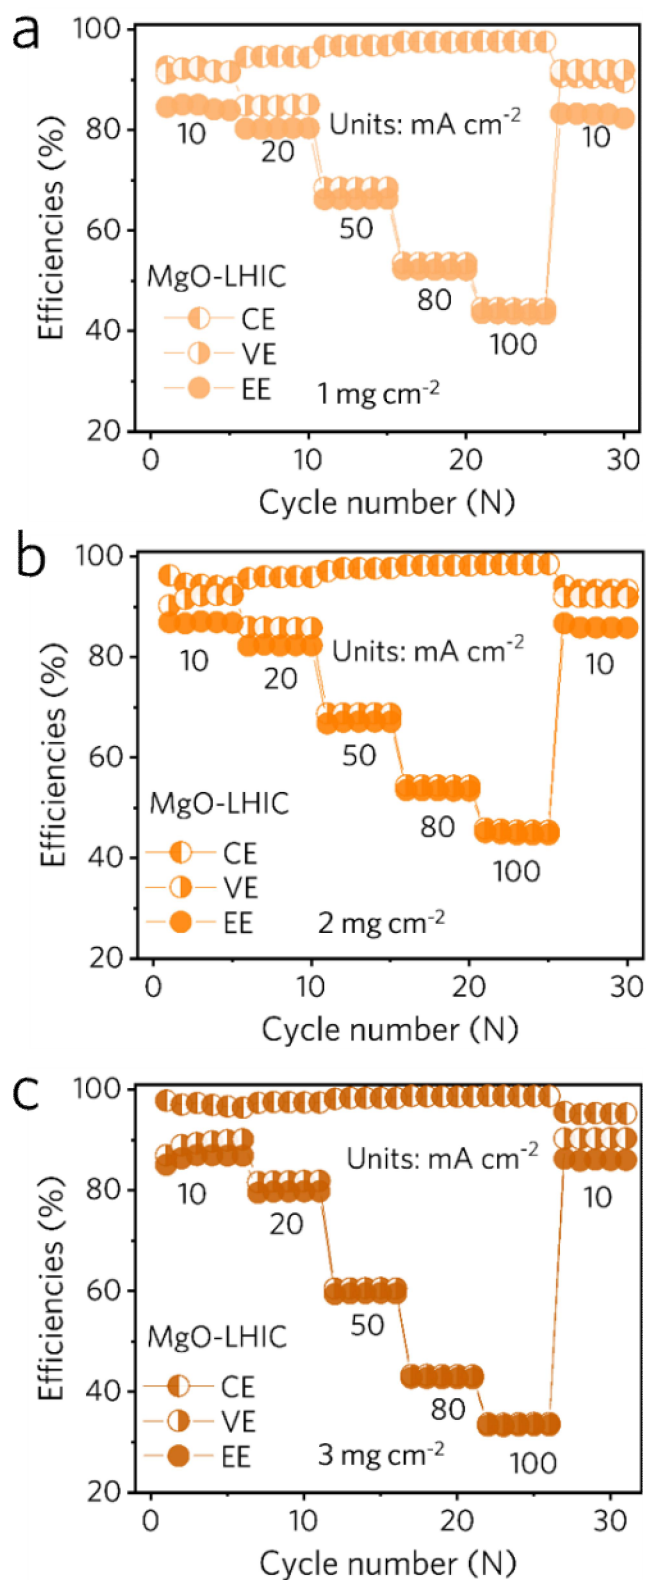 a
100
80
60
40
20
Efficiencies (%)
10
20
Units: mA cm⁻²
10
50
80
100
MgO-LHIC
CE
VE
EE
1 mg cm⁻²
0
10
20
30
Cycle number (N)
b
100
80
60
40
20
Efficiencies (%)
10
20
Units: mA cm⁻²
10
50
80
100
MgO-LHIC
CE
VE
EE
2 mg cm⁻²
0
10
20
30
Cycle number (N)
c
100
80
60
40
20
Efficiencies (%)
10
20
Units: mA cm⁻²
10
50
80
100
MgO-LHIC
CE
VE
EE
3 mg cm⁻²
0
10
20
30
Cycle number (N)